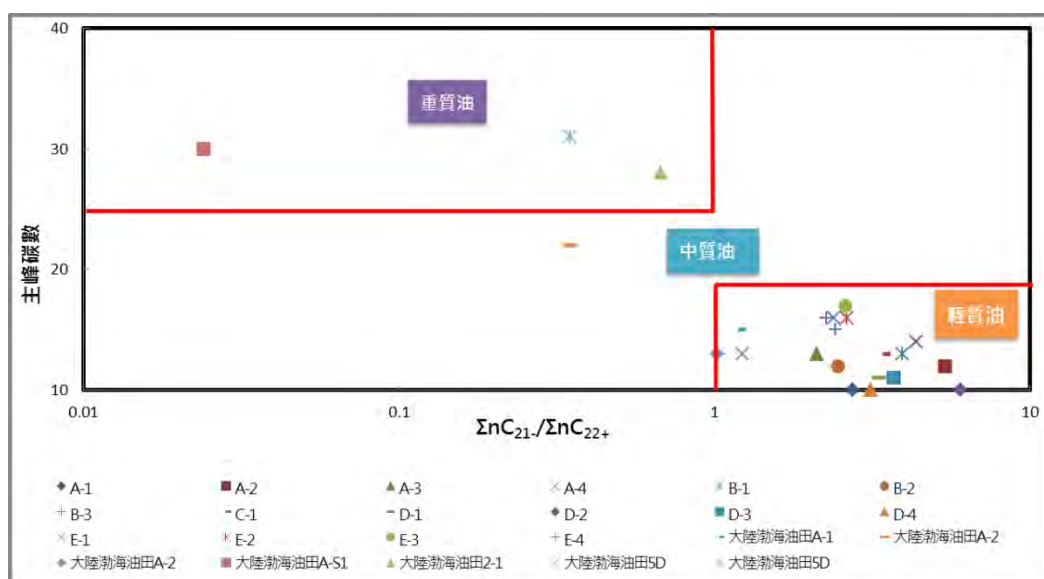 40
重質油
30
主峰碳數
中質油
20
輕質油
10
0.01
0.1
1
10
ΣnC21-/ΣnC22+
A-1
A-2
A-3
A-4
B-1
B-2
B-3
C-1
D-1
D-2
D-3
D-4
E-1
E-2
E-3
E-4
大陸渤海油田A-1
大陸渤海油田A-2
大陸渤海油田A-2
大陸渤海油田A-S1
大陸渤海油田2-1
大陸渤海油田5D
大陸渤海油田5D